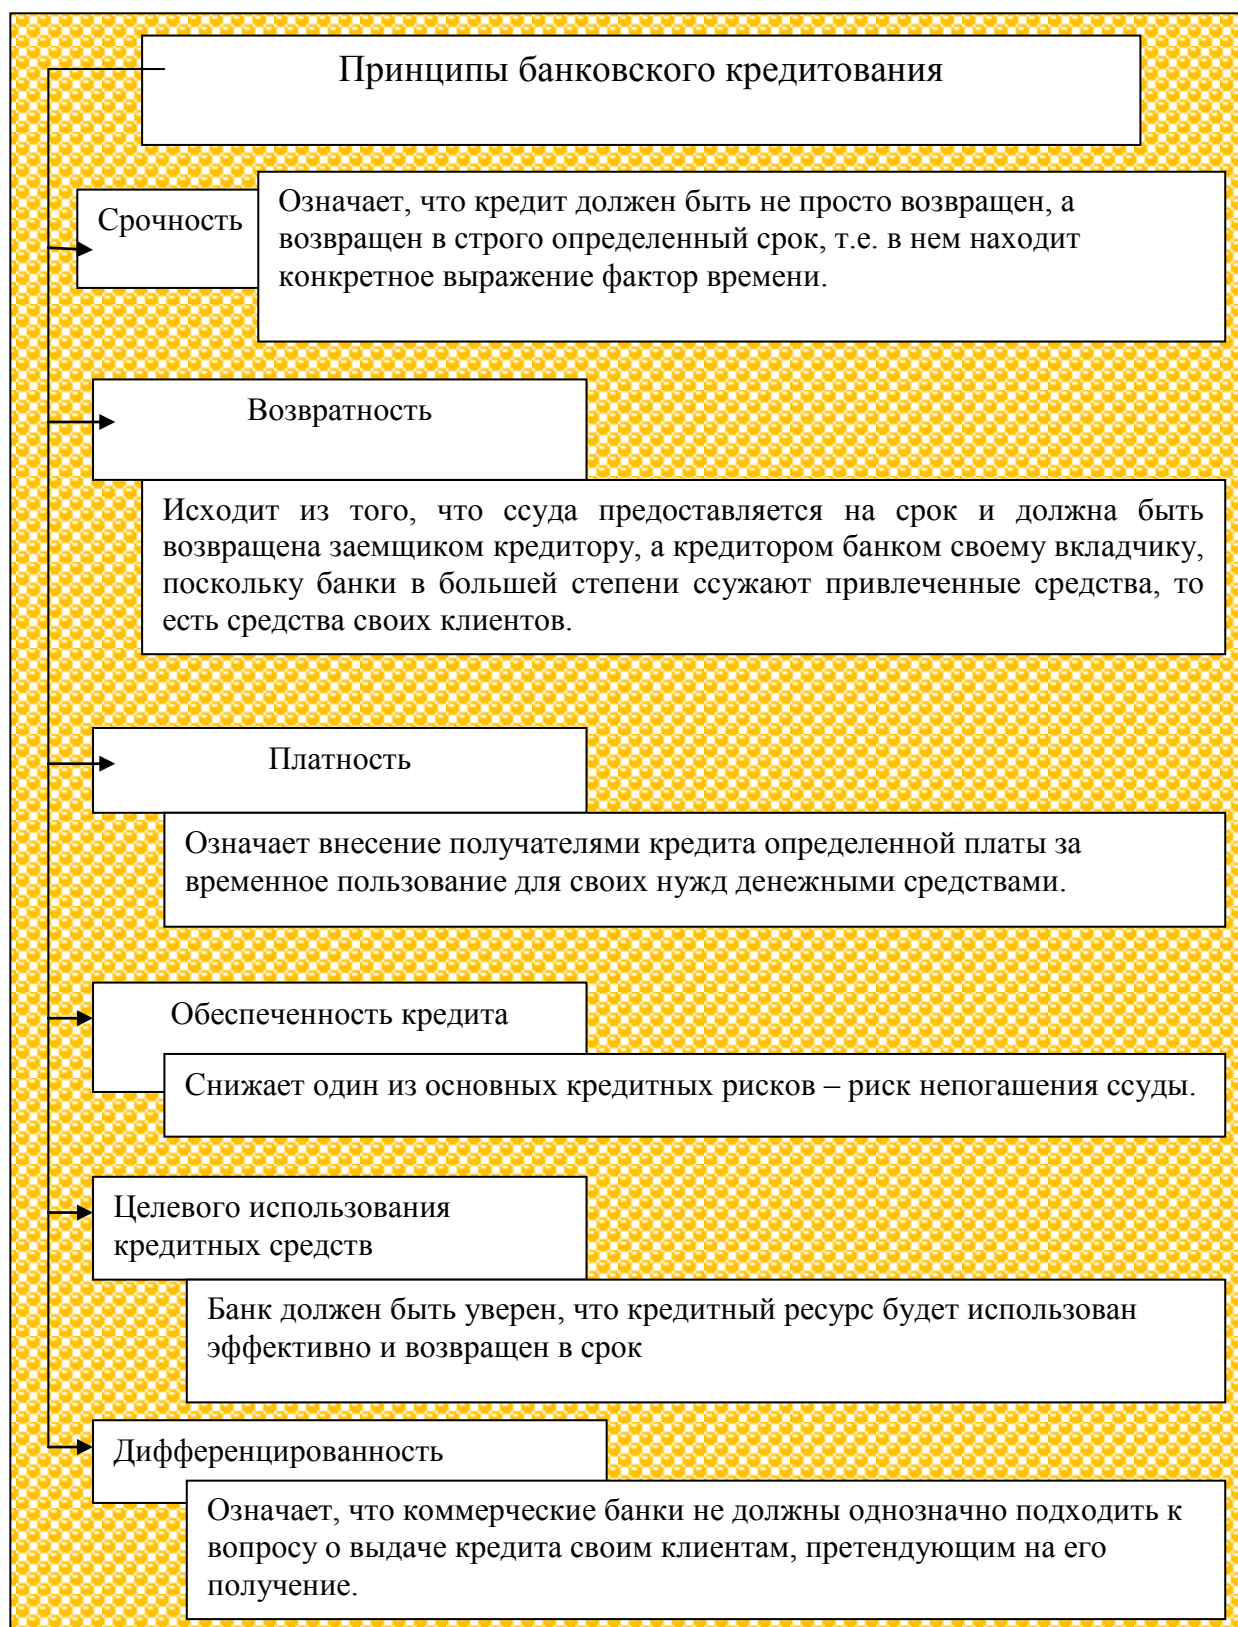 Принципы банковского кредитования
Срочность
Означает, что кредит должен быть не просто возвращен, а
возвращен в строго определенный срок, т.е. в нем находит
конкретное выражение фактор времени.
Возвратность
Исходит из того, что ссуда предоставляется на срок и должна быть
возвращена заемщиком кредитору, а кредитором банком своему вкладчику,
поскольку банки в большей степени ссужают привлеченные средства, то
есть средства своих клиентов.
Платность
Означает внесение получателями кредита определенной платы за
временное пользование для своих нужд денежными средствами.
Обеспеченность кредита
Снижает один из основных кредитных рисков – риск непогашения ссуды.
Целевого использования
кредитных средств
Банк должен быть уверен, что кредитный ресурс будет использован
эффективно и возвращен в срок
Дифференцированность
Означает, что коммерческие банки не должны однозначно подходить к
вопросу о выдаче кредита своим клиентам, претендующим на его
получение.